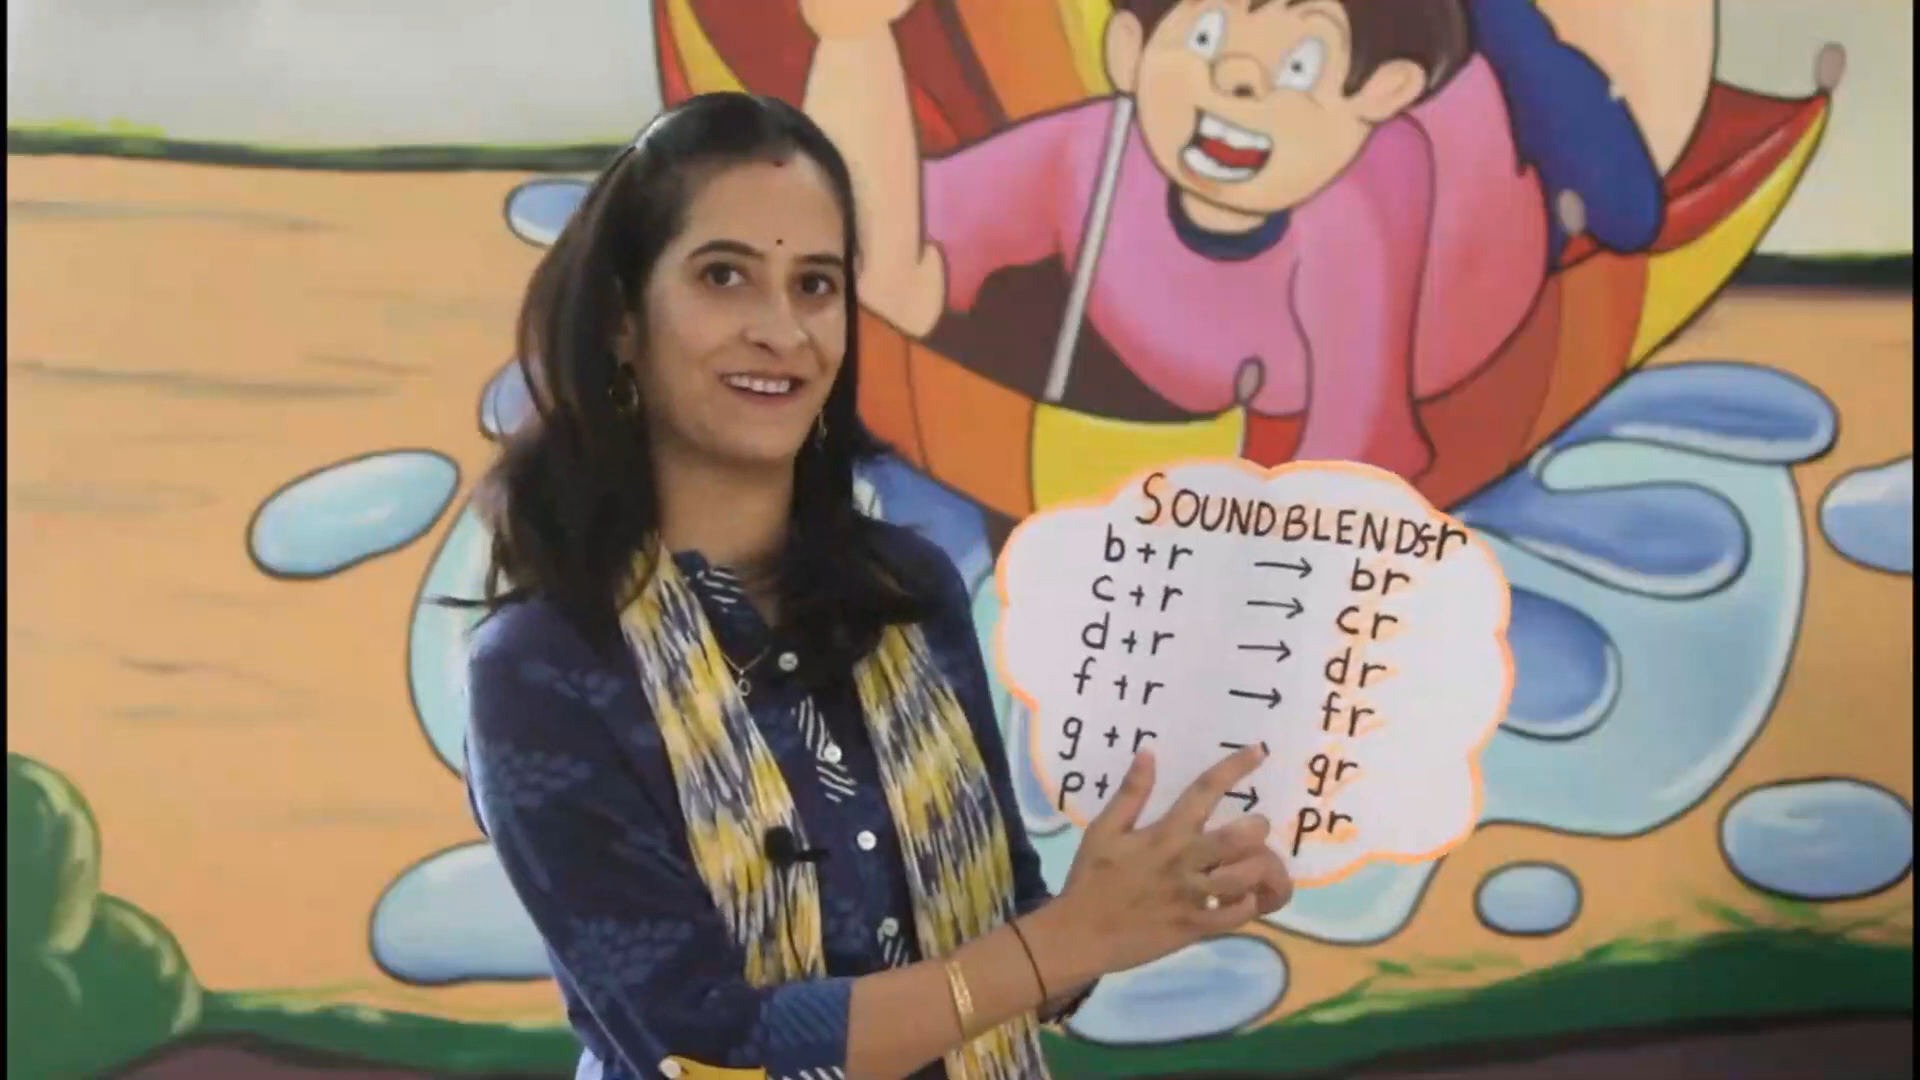 SOUNDBLENDS-r
b+r → br
c+r → cr
d+r → dr
f+r → fr
g+r → gr
p+ → pr